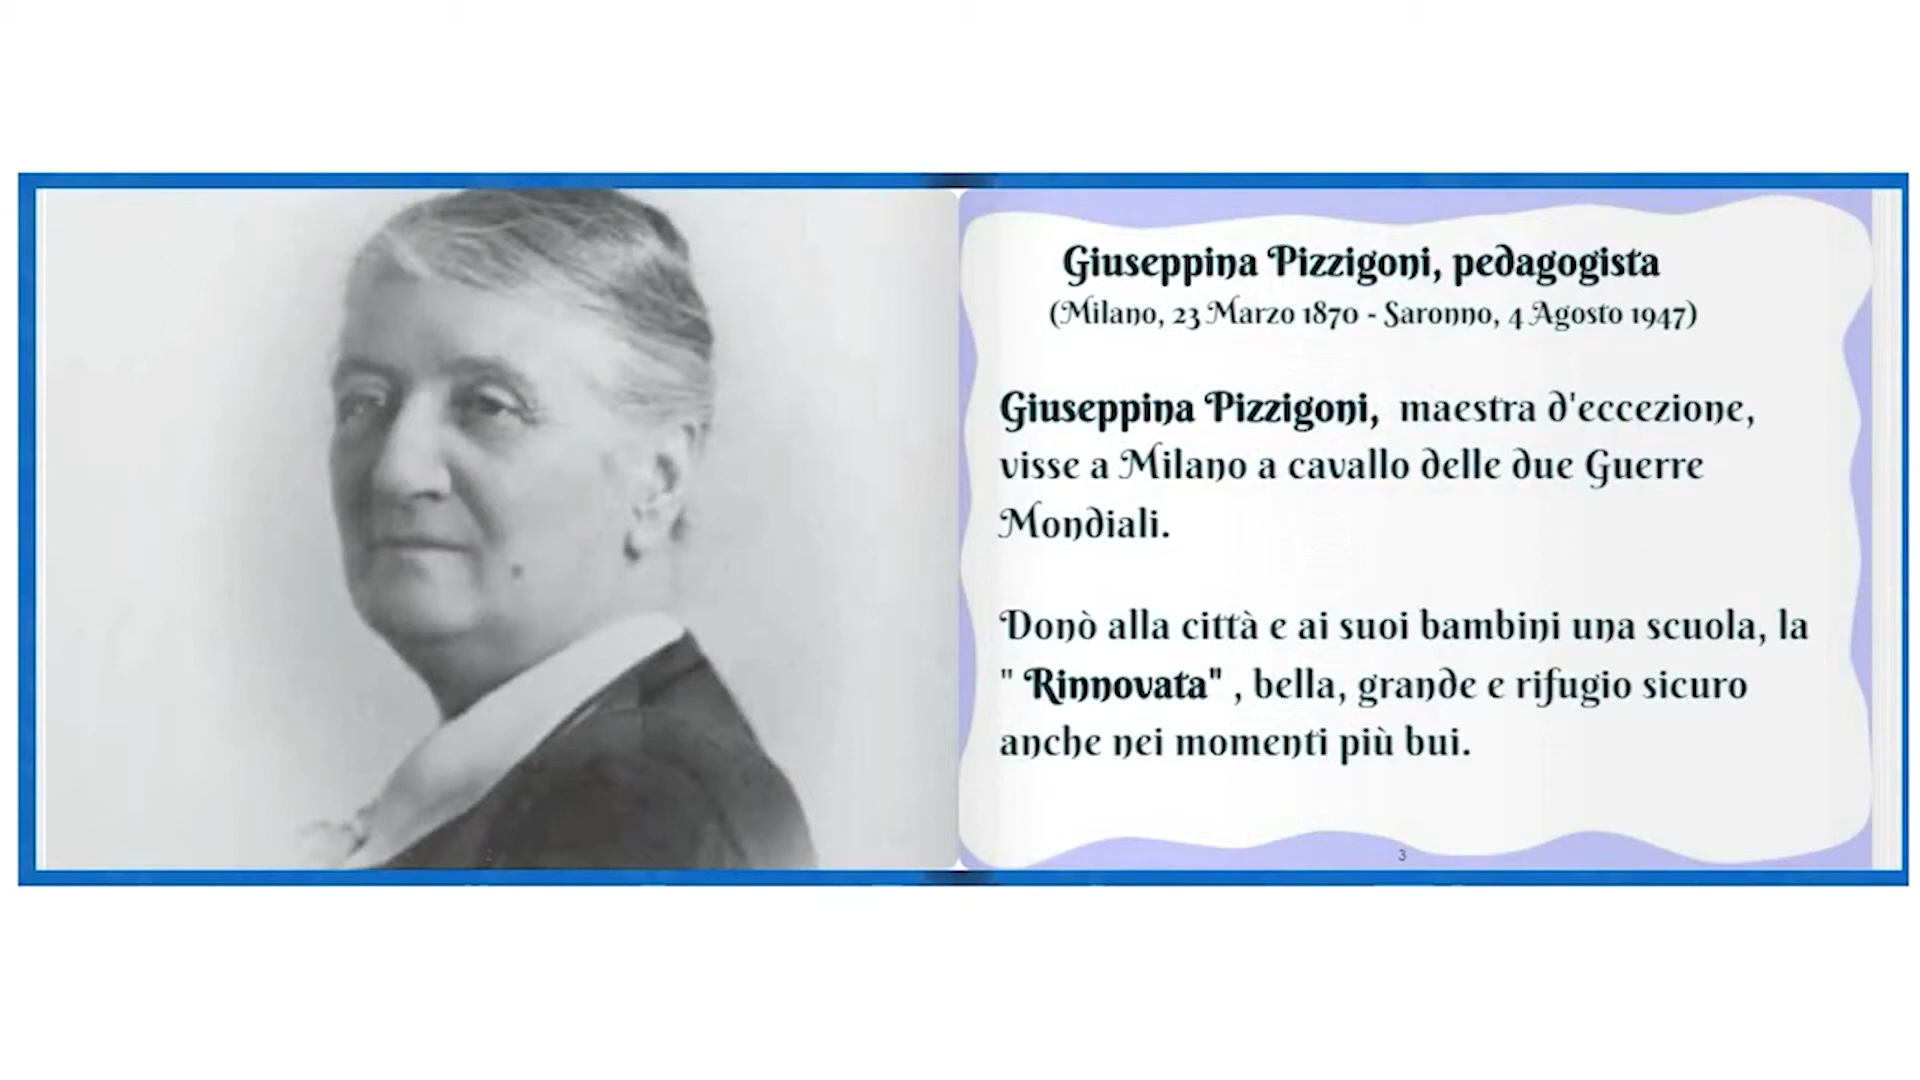 Giuseppina Pizzigoni, pedagogista
(Milano, 23 Marzo 1870 - Saronno, 4 Agosto 1947)
Giuseppina Pizzigoni, maestra d'eccezione,
visse a Milano a cavallo delle due Guerre
Mondiali.
Donò alla città e ai suoi bambini una scuola, la
" Rinnovata" , bella, grande e rifugio sicuro
anche nei momenti più bui.
2
3